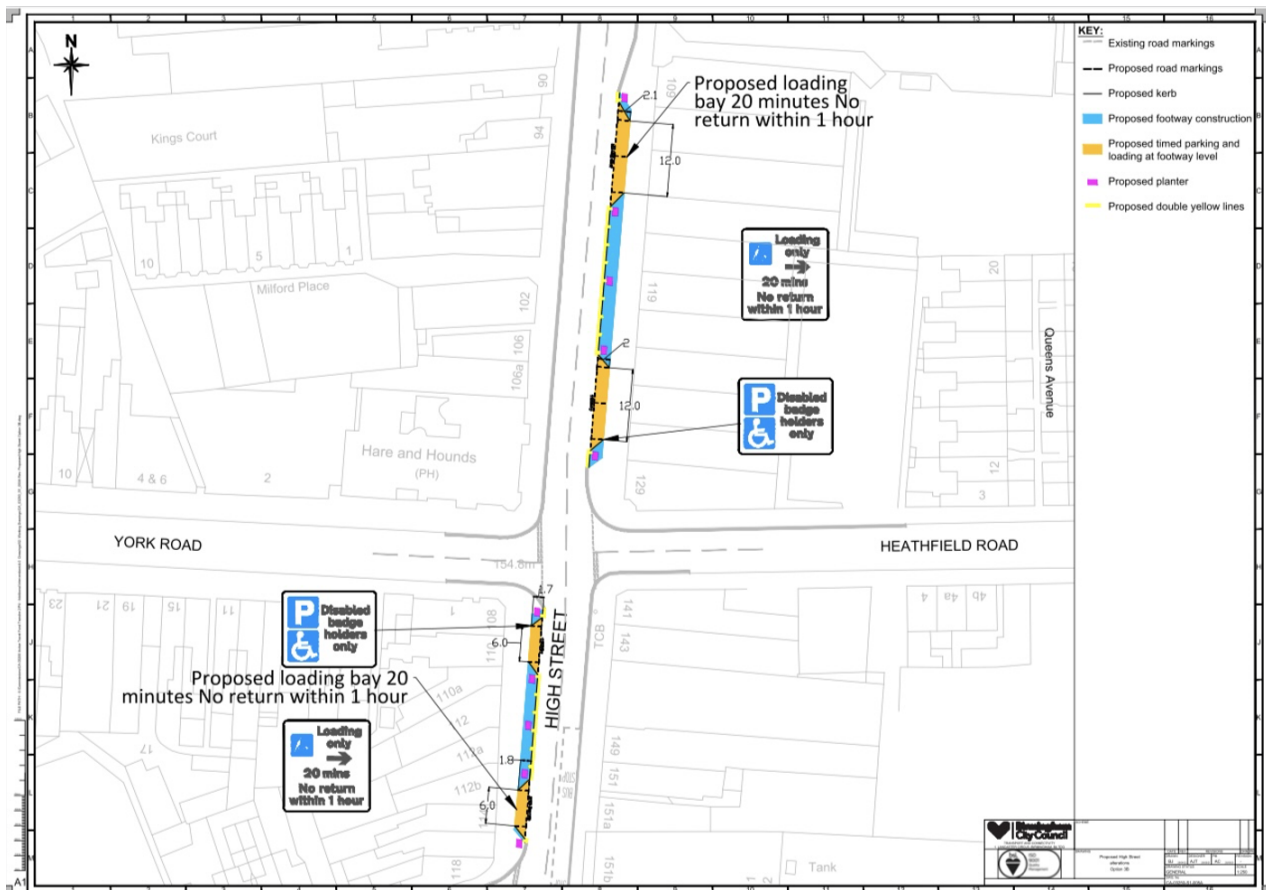 N
KEY:
Existing road markings
Proposed road markings
Proposed kerb
Proposed footway construction
Proposed timed parking and
loading at footway level
Proposed planter
Proposed double yellow lines
90
94
Kings Court
10
5
1
Milford Place
102
106
106a
Hare and Hounds
(PH)
10
4 & 6
2
109
2.1
Proposed loading
bay 20 minutes No
return within 1 hour
12.0
119
2
12.0
129
Loading
only
20 mins
No return
within 1 hour
P
Disabled
badge
holders
only
20
Queens Avenue
12
3
YORK ROAD
HEATHFIELD ROAD
154.8m
23
21
19
15
11
1
108
110
1.7
6.0
P
Disabled
badge
holders
only
Proposed loading bay 20
minutes No return within 1 hour
Loading
only
20 mins
No return
within 1 hour
17
110a
112
112a
112b
1.8
6.0
118
HIGH STREET
TCB
141
143
149
151
151a
151b
4
4a
4b
Tank
Birmingham
City Council
Proposed High Street
alterations
Option 3B
A1